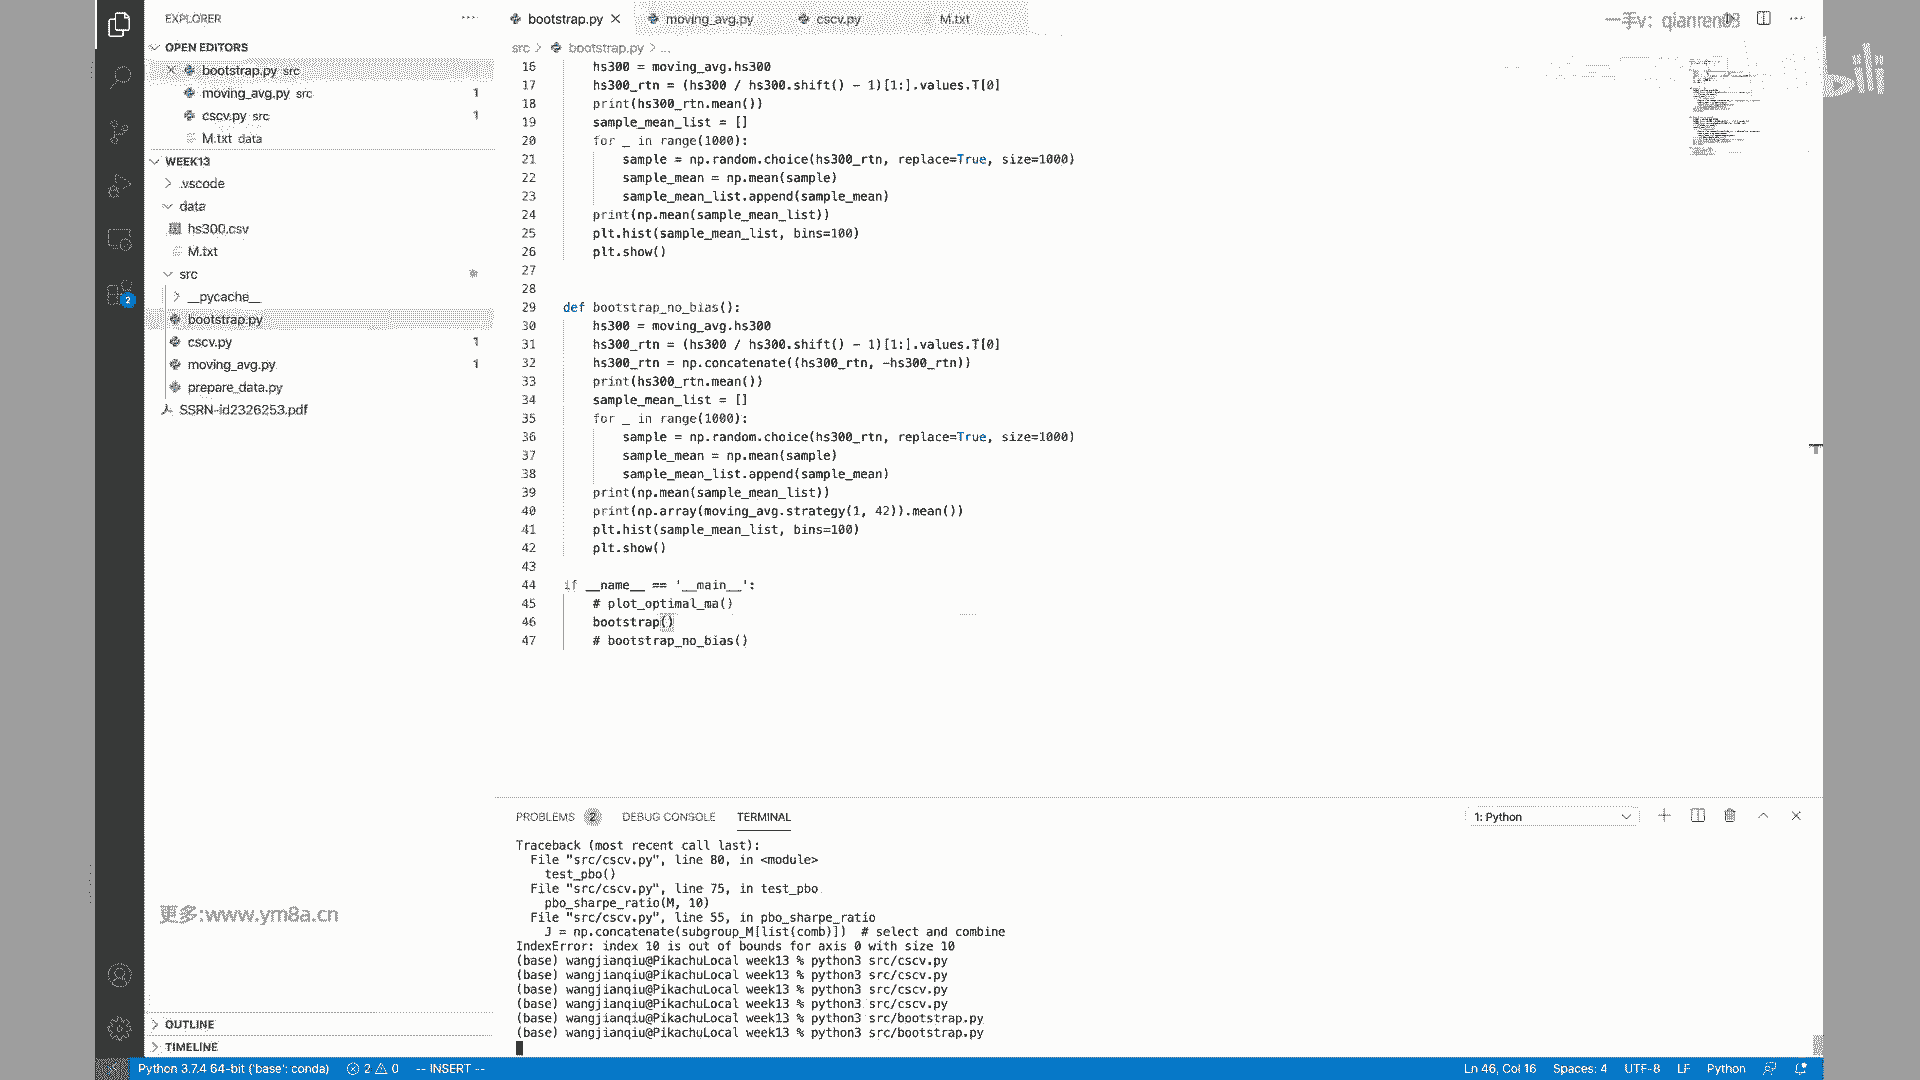 EXPLORER
OPEN EDITORS
bootstrap.py src
moving_avg.py src 1
cscv.py src 1
M.txt data
WEEK13
.vscode
data
hs300.csv
M.txt
src
__pycache__
bootstrap.py
cscv.py 1
moving_avg.py 1
prepare_data.py
SSRN-id2326253.pdf
OUTLINE
TIMELINE
2
更多:www.ym8a.cn
bootstrap.py
moving_avg.py
cscv.py
M.txt
src > bootstrap.py > ...
16 hs300 = moving_avg.hs300
17 hs300_rtn = (hs300 / hs300.shift() - 1)[1:].values.T[0]
18 print(hs300_rtn.mean())
19 sample_mean_list = []
20 for _ in range(1000):
21 sample = np.random.choice(hs300_rtn, replace=True, size=1000)
22 sample_mean = np.mean(sample)
23 sample_mean_list.append(sample_mean)
24 print(np.mean(sample_mean_list))
25 plt.hist(sample_mean_list, bins=100)
26 plt.show()
27
28
29 def bootstrap_no_bias():
30 hs300 = moving_avg.hs300
31 hs300_rtn = (hs300 / hs300.shift() - 1)[1:].values.T[0]
32 hs300_rtn = np.concatenate((hs300_rtn, -hs300_rtn))
33 print(hs300_rtn.mean())
34 sample_mean_list = []
35 for _ in range(1000):
36 sample = np.random.choice(hs300_rtn, replace=True, size=1000)
37 sample_mean = np.mean(sample)
38 sample_mean_list.append(sample_mean)
39 print(np.mean(sample_mean_list))
40 print(np.array(moving_avg.strategy(1, 42)).mean())
41 plt.hist(sample_mean_list, bins=100)
42 plt.show()
43
44 if __name__ == '__main__':
45 # plot_optimal_ma()
46 bootstrap()
47 # bootstrap_no_bias()
PROBLEMS 2 DEBUG CONSOLE TERMINAL
1: Python
Traceback (most recent call last):
File "src/cscv.py", line 80, in <module>
test_pbo()
File "src/cscv.py", line 75, in test_pbo
pbo_sharpe_ratio(M, 10)
File "src/cscv.py", line 55, in pbo_sharpe_ratio
J = np.concatenate(subgroup_M[list(comb)]) # select and combine
IndexError: index 10 is out of bounds for axis 0 with size 10
(base) wangjianqiu@PikachuLocal week13 % python3 src/cscv.py
(base) wangjianqiu@PikachuLocal week13 % python3 src/cscv.py
(base) wangjianqiu@PikachuLocal week13 % python3 src/cscv.py
(base) wangjianqiu@PikachuLocal week13 % python3 src/cscv.py
(base) wangjianqiu@PikachuLocal week13 % python3 src/bootstrap.py
(base) wangjianqiu@PikachuLocal week13 % python3 src/bootstrap.py
Python 3.7.4 64-bit ('base': conda) 2 0 -- INSERT -- Ln 46, Col 16 Spaces: 4 UTF-8 LF Python